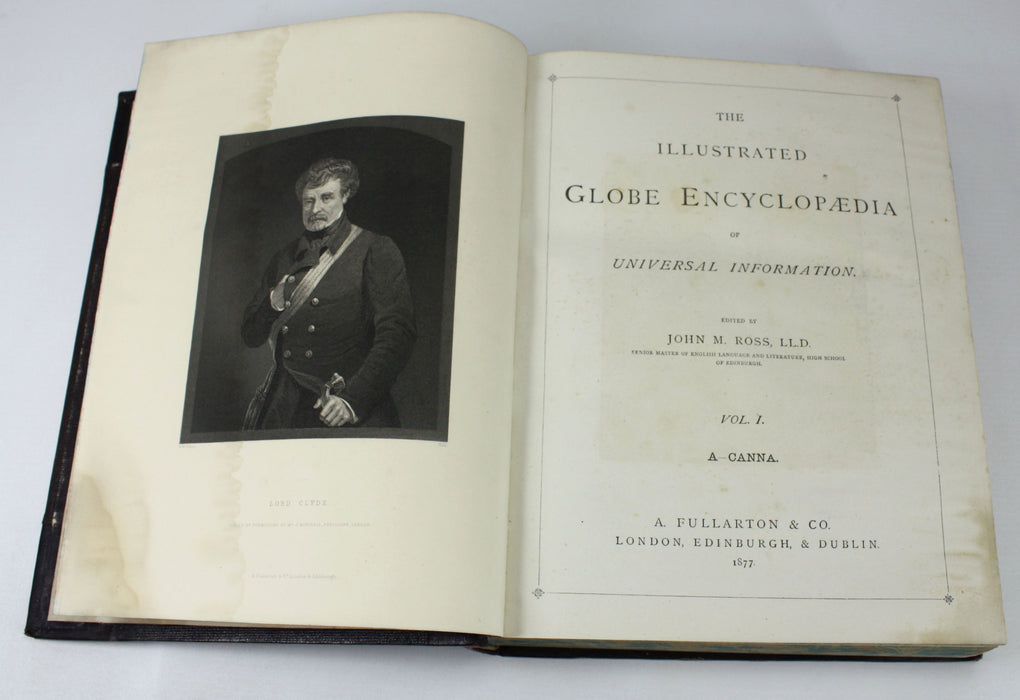 LORD CLYDE
THE
ILLUSTRATED
GLOBE ENCYCLOPÆDIA
OF
UNIVERSAL INFORMATION.
EDITED BY
JOHN M. ROSS, LL.D.
SENIOR MASTER OF ENGLISH LANGUAGE AND LITERATURE, HIGH SCHOOL
OF EDINBURGH.
VOL. I.
A–CANNA.
A. FULLARTON & CO.
LONDON, EDINBURGH, & DUBLIN.
1877.